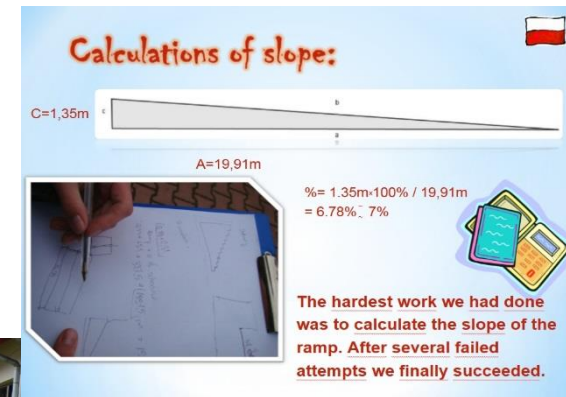 Calculations of slope:
C=1,35m
c
b
a
A=19,91m
%= 1.35m*100% / 19,91m
= 6.78% ~ 7%
The hardest work we had done
was to calculate the slope of the
ramp. After several failed
attempts we finally succeeded.